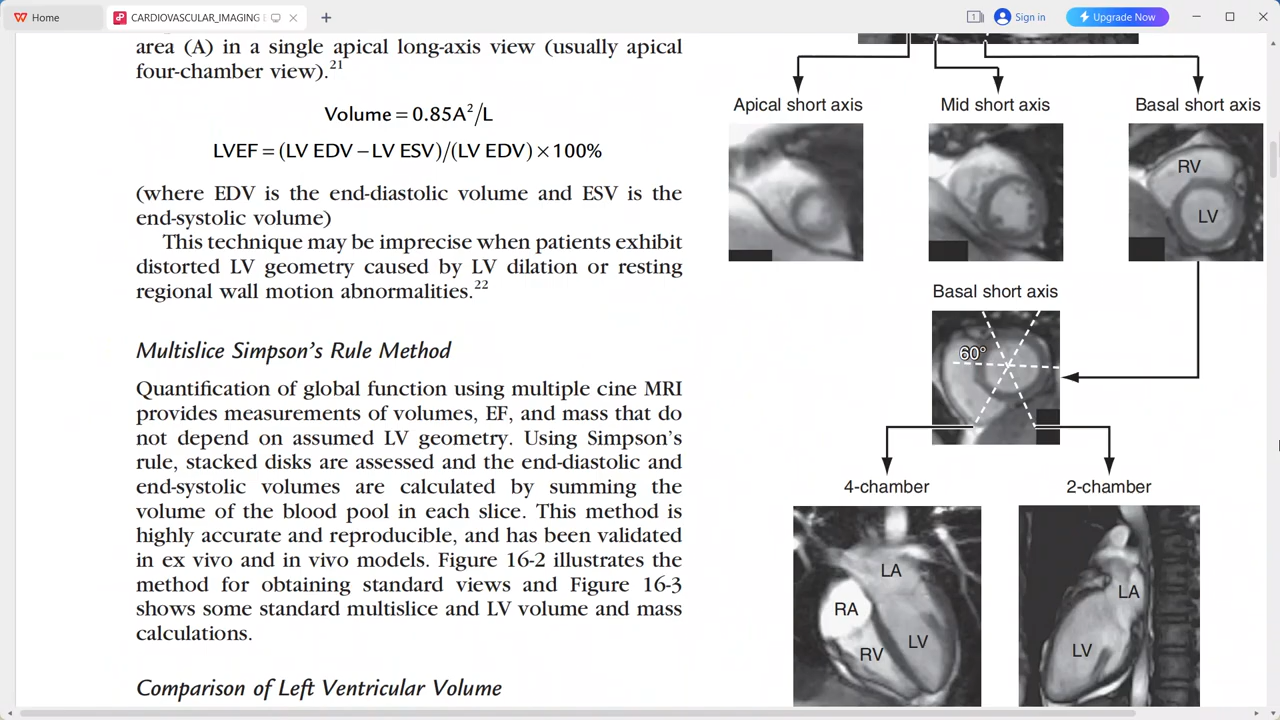 Home
CARDIOVASCULAR_IMAGING
1
Sign in
Upgrade Now
area (A) in a single apical long-axis view (usually apical
four-chamber view).21
Volume = 0.85A2/L
LVEF = (LV EDV – LV ESV)/(LV EDV) × 100%
(where EDV is the end-diastolic volume and ESV is the
end-systolic volume)
This technique may be imprecise when patients exhibit
distorted LV geometry caused by LV dilation or resting
regional wall motion abnormalities.22
Multislice Simpson's Rule Method
Quantification of global function using multiple cine MRI
provides measurements of volumes, EF, and mass that do
not depend on assumed LV geometry. Using Simpson's
rule, stacked disks are assessed and the end-diastolic and
end-systolic volumes are calculated by summing the
volume of the blood pool in each slice. This method is
highly accurate and reproducible, and has been validated
in ex vivo and in vivo models. Figure 16-2 illustrates the
method for obtaining standard views and Figure 16-3
shows some standard multislice and LV volume and mass
calculations.
Comparison of Left Ventricular Volume
Apical short axis
Mid short axis
Basal short axis
RV
LV
Basal short axis
60°
4-chamber
2-chamber
LA
RA
LV
RV
LA
LV